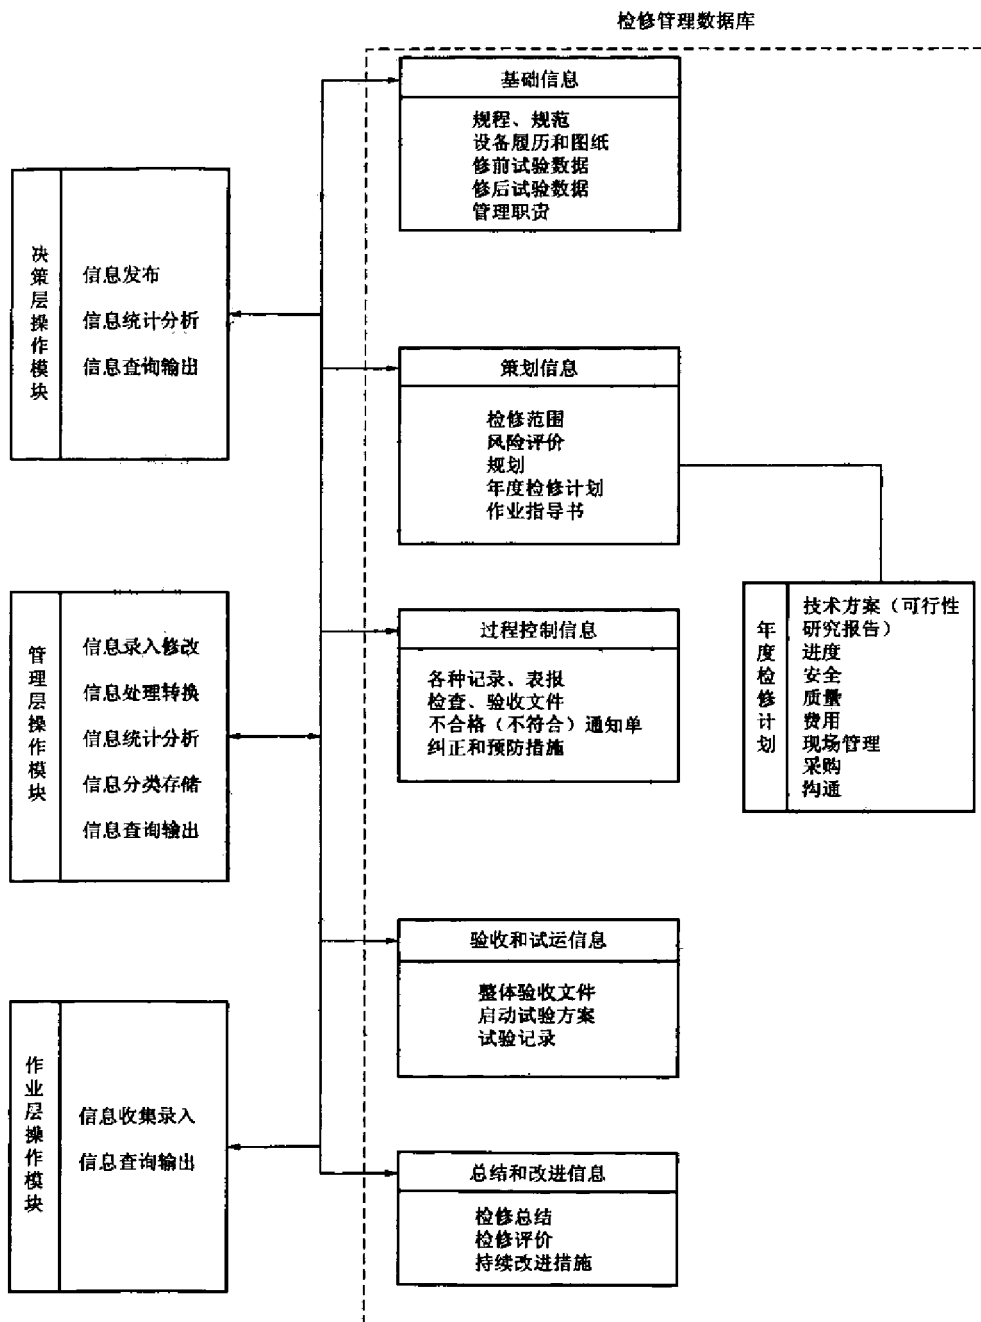 检修管理数据库
基础信息
规程、规范
设备履历和图纸
修前试验数据
修后试验数据
管理职责
决策层操作模块
信息发布
信息统计分析
信息查询输出
策划信息
检修范围
风险评价
规划
年度检修计划
作业指导书
年度检修计划
技术方案（可行性
研究报告）
进度
安全
质量
费用
现场管理
采购
沟通
管理层操作模块
信息录入修改
信息处理转换
信息统计分析
信息分类存储
信息查询输出
过程控制信息
各种记录、表报
检查、验收文件
不合格（不符合）通知单
纠正和预防措施
验收和试运信息
整体验收文件
启动试验方案
试验记录
作业层操作模块
信息收集录入
信息查询输出
总结和改进信息
检修总结
检修评价
持续改进措施